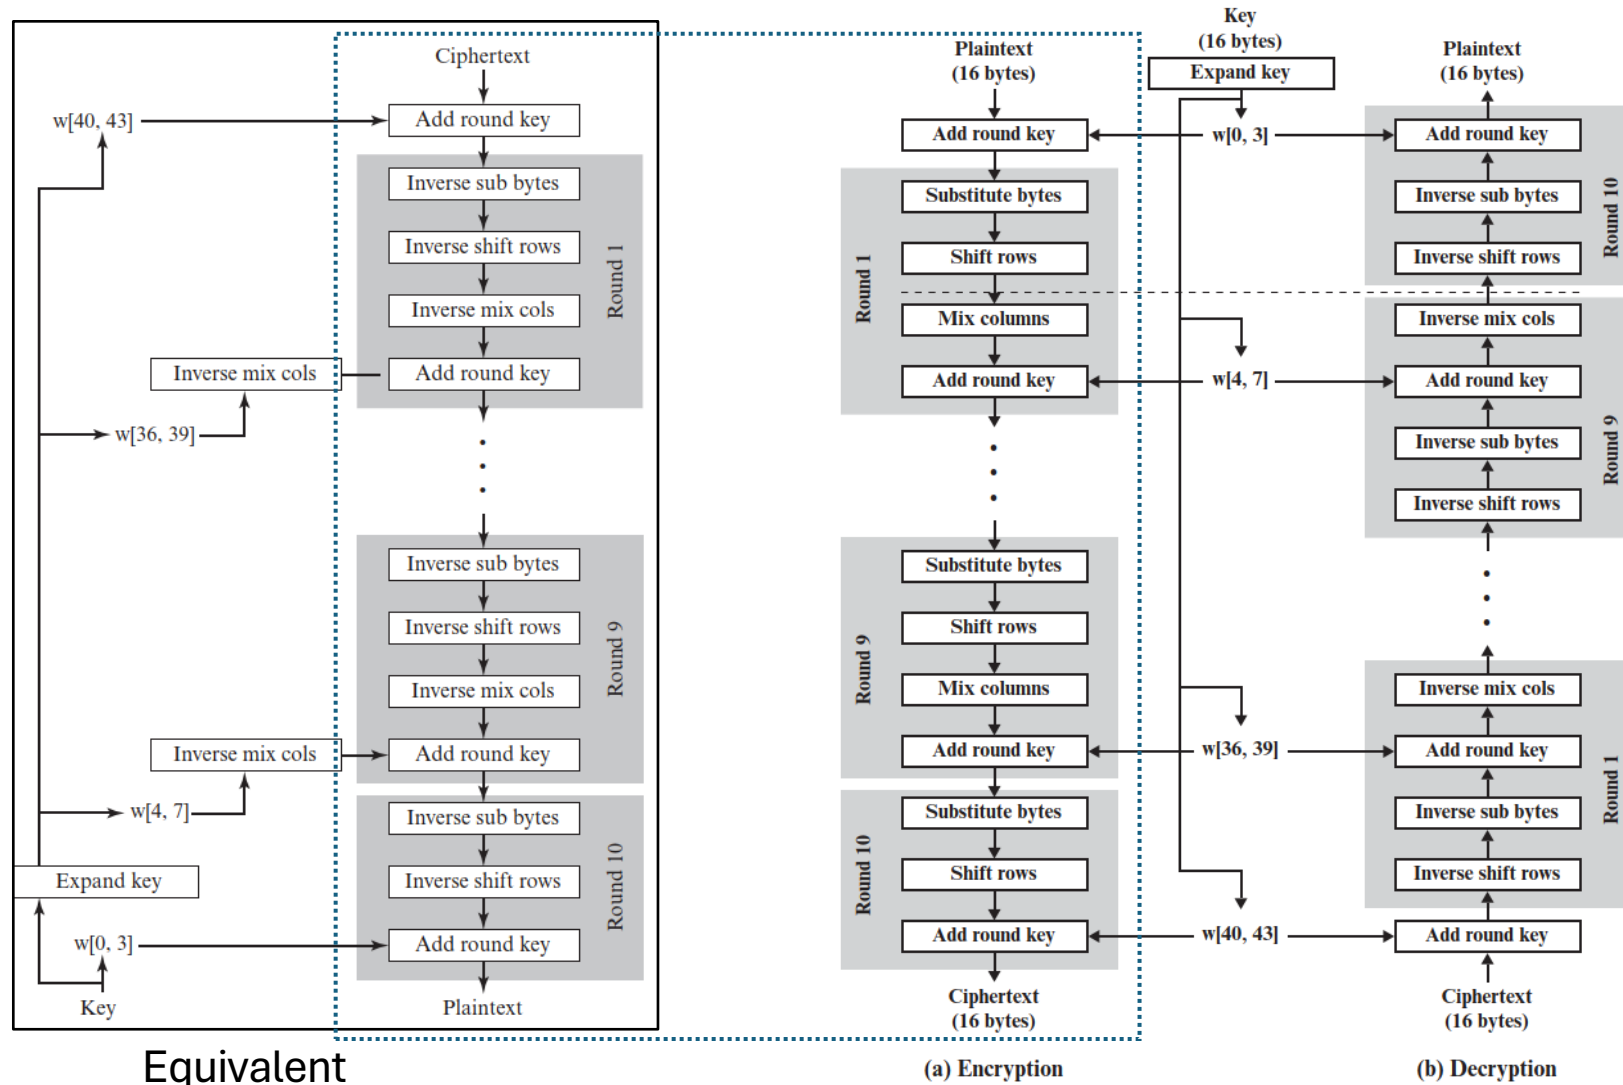 Ciphertext
w[40, 43]
Add round key
Inverse sub bytes
Inverse shift rows
Inverse mix cols
Inverse mix cols
Add round key
Round 1
w[36, 39]
Inverse sub bytes
Inverse shift rows
Inverse mix cols
Inverse mix cols
Add round key
Round 9
w[4, 7]
Inverse sub bytes
Expand key
Inverse shift rows
w[0, 3]
Add round key
Round 10
Key
Plaintext
Equivalent
Plaintext
(16 bytes)
Add round key
Substitute bytes
Shift rows
Mix columns
Add round key
Round 1
Substitute bytes
Shift rows
Mix columns
Add round key
Round 9
Substitute bytes
Shift rows
Add round key
Round 10
Ciphertext
(16 bytes)
(a) Encryption
Key
(16 bytes)
Expand key
w[0, 3]
w[4, 7]
w[36, 39]
w[40, 43]
Plaintext
(16 bytes)
Add round key
Inverse sub bytes
Inverse shift rows
Round 10
Inverse mix cols
Add round key
Inverse sub bytes
Inverse shift rows
Round 9
Inverse mix cols
Add round key
Inverse sub bytes
Inverse shift rows
Round 1
Add round key
Ciphertext
(16 bytes)
(b) Decryption